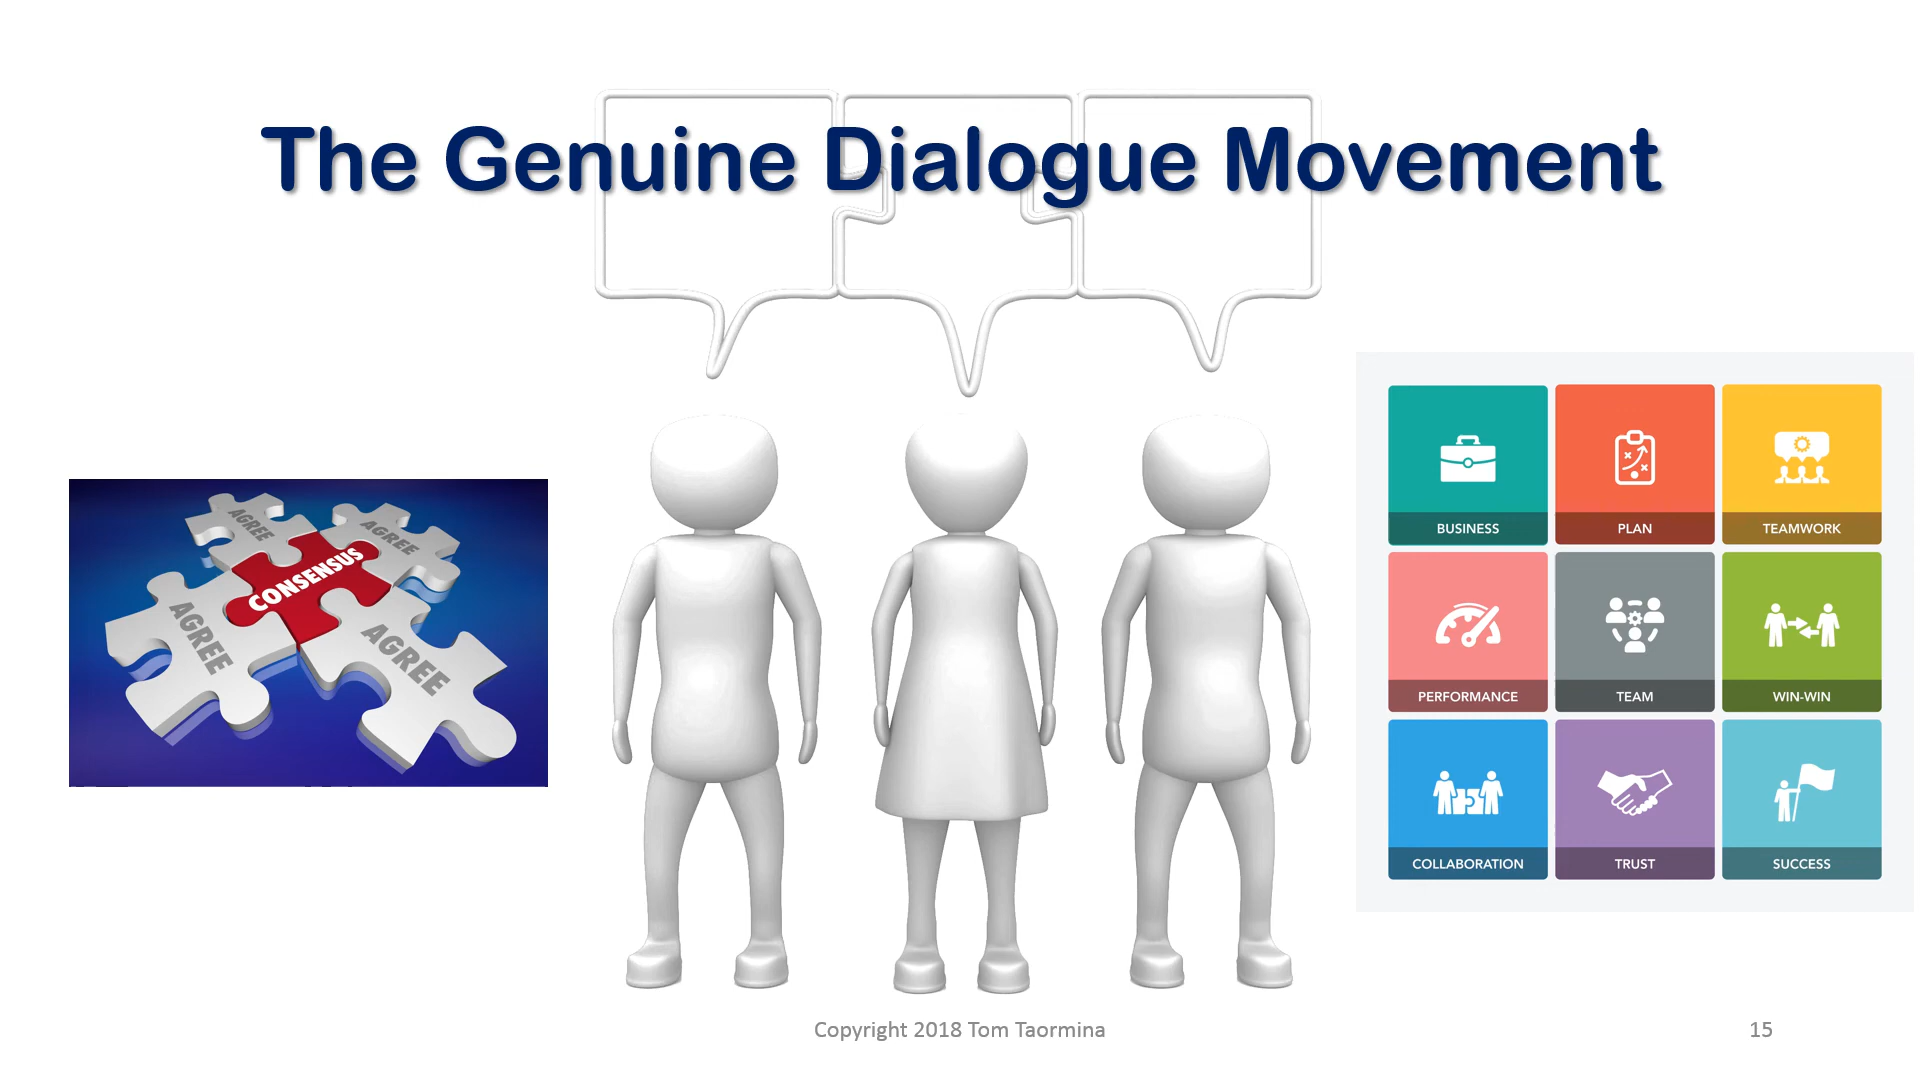 The Genuine Dialogue Movement
AGREE
AGREE
CONSENSUS
AGREE
AGREE
BUSINESS
PLAN
TEAMWORK
PERFORMANCE
TEAM
WIN-WIN
COLLABORATION
TRUST
SUCCESS
Copyright 2018 Tom Taormina
15